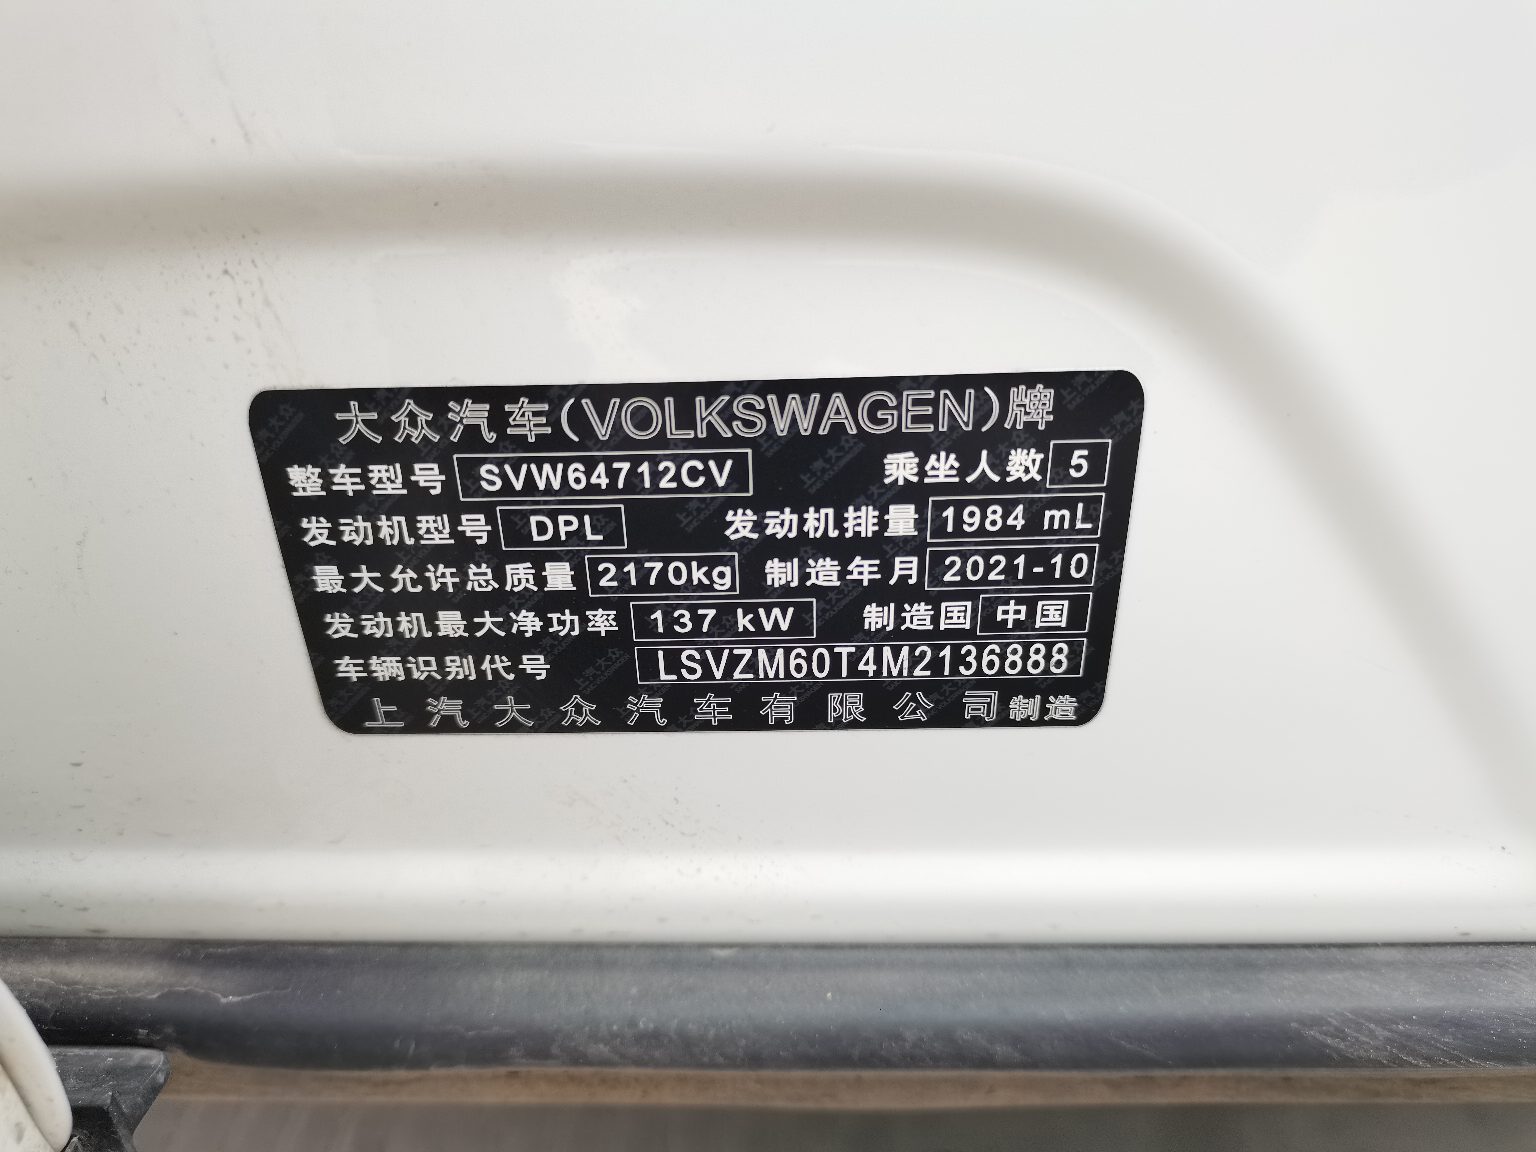 大众汽车(VOLKSWAGEN)牌
整车型号 SVW64712CV 乘坐人数 5
发动机型号 DPL 发动机排量 1984 mL
最大允许总质量 2170kg 制造年月 2021-10
发动机最大净功率 137 kW 制造国 中国
车辆识别代号 LSVZM60T4M2136888
上汽大众汽车有限公司制造